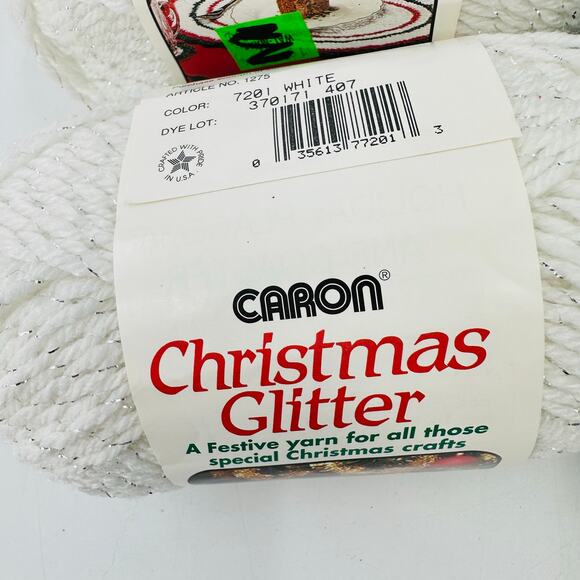 ARTICLE NO. 1275
COLOR: 7201 WHITE
DYE LOT: 370171 407
CRAFTED WITH PRIDE
IN U.S.A.
0 35613 77201 3
CARON®
Christmas
Glitter
A Festive yarn for all those
special Christmas crafts